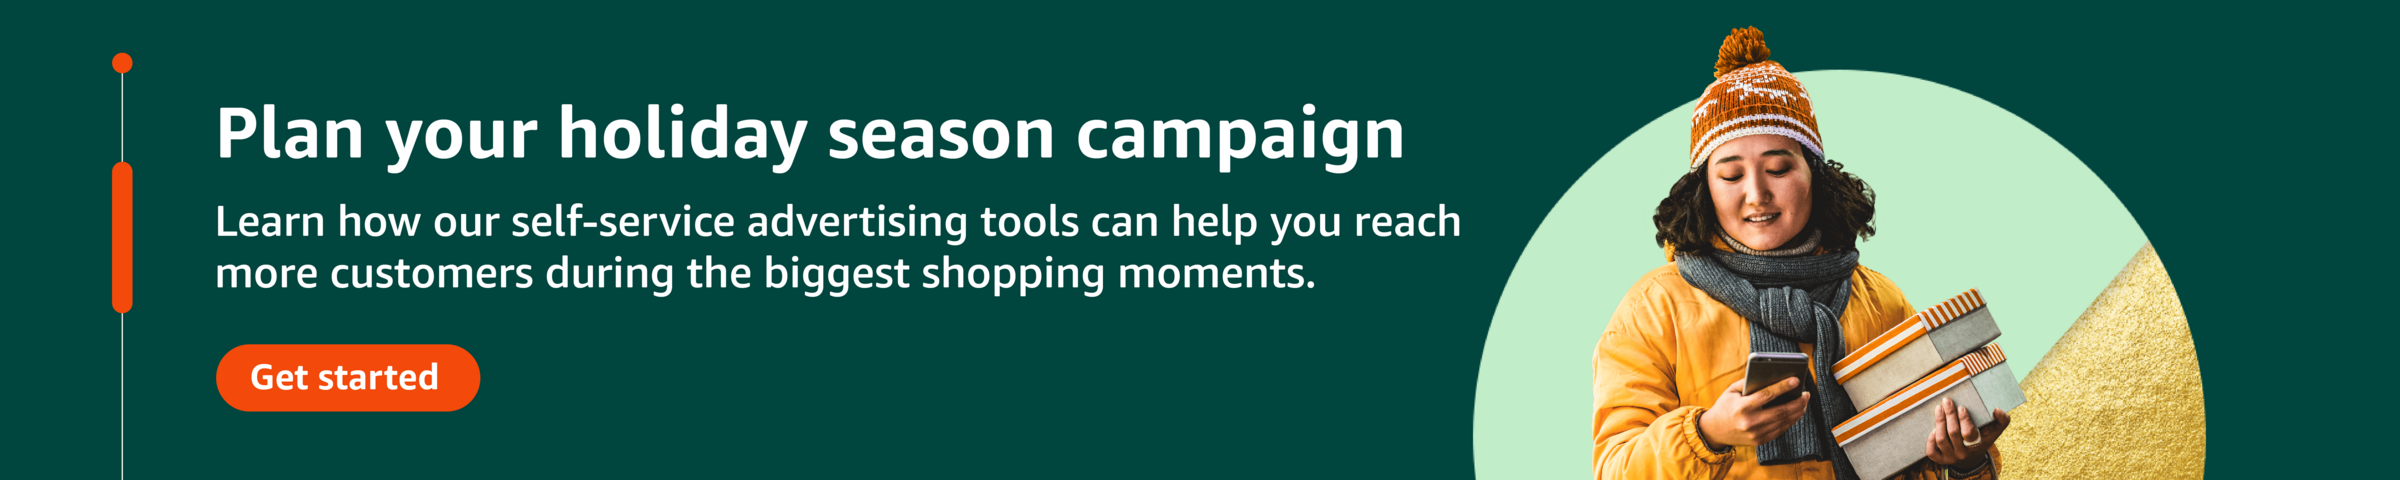 Plan your holiday season campaign
Learn how our self-service advertising tools can help you reach
more customers during the biggest shopping moments.
Get started